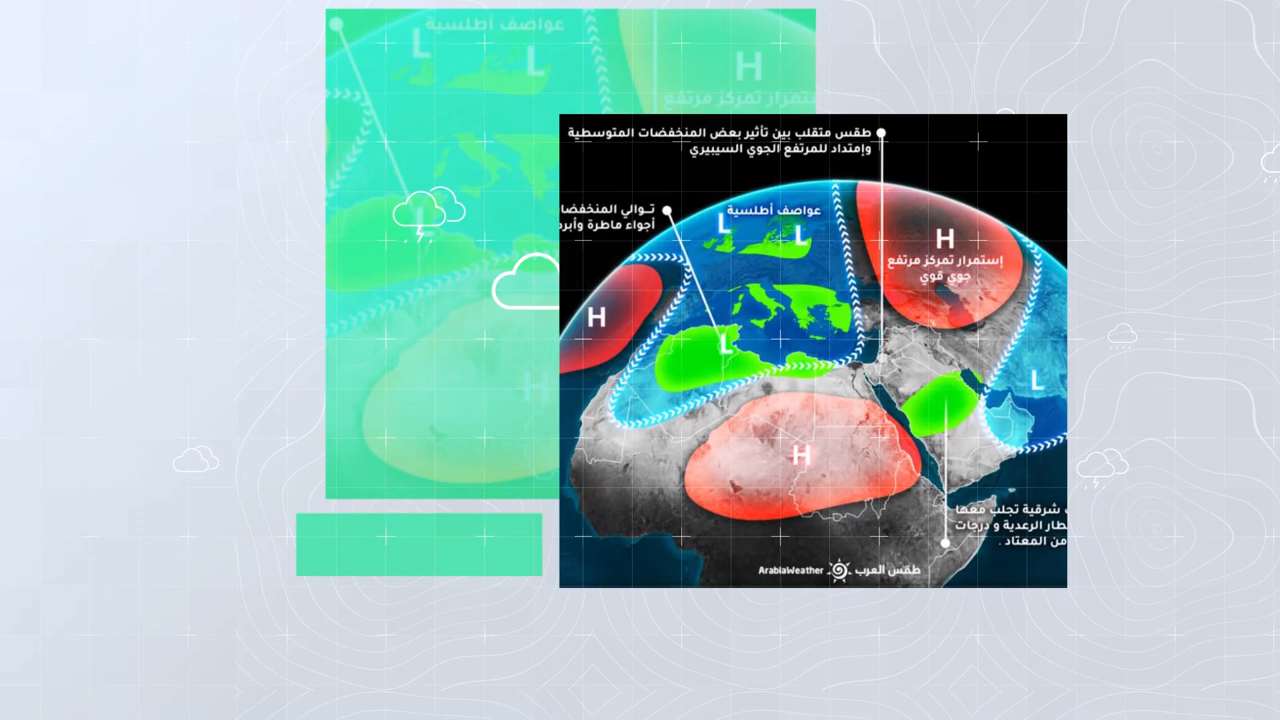 عواصف أطلسية
L
L
H
إستمرار تمركز مرتفع
طقس متقلب بين تأثير بعض المنخفضات المتوسطية
وإمتداد للمرتفع الجوي السيبيري
تـوالي المنخفضا
أجواء ماطرة وأبر
عواصف أطلسية
L
L
H
إستمرار تمركز مرتفع
جوي قوي
H
L
L
H
شرقية تجلب معها
طار الرعدية و درجات
من المعتاد .
ArabiaWeather طقس العرب